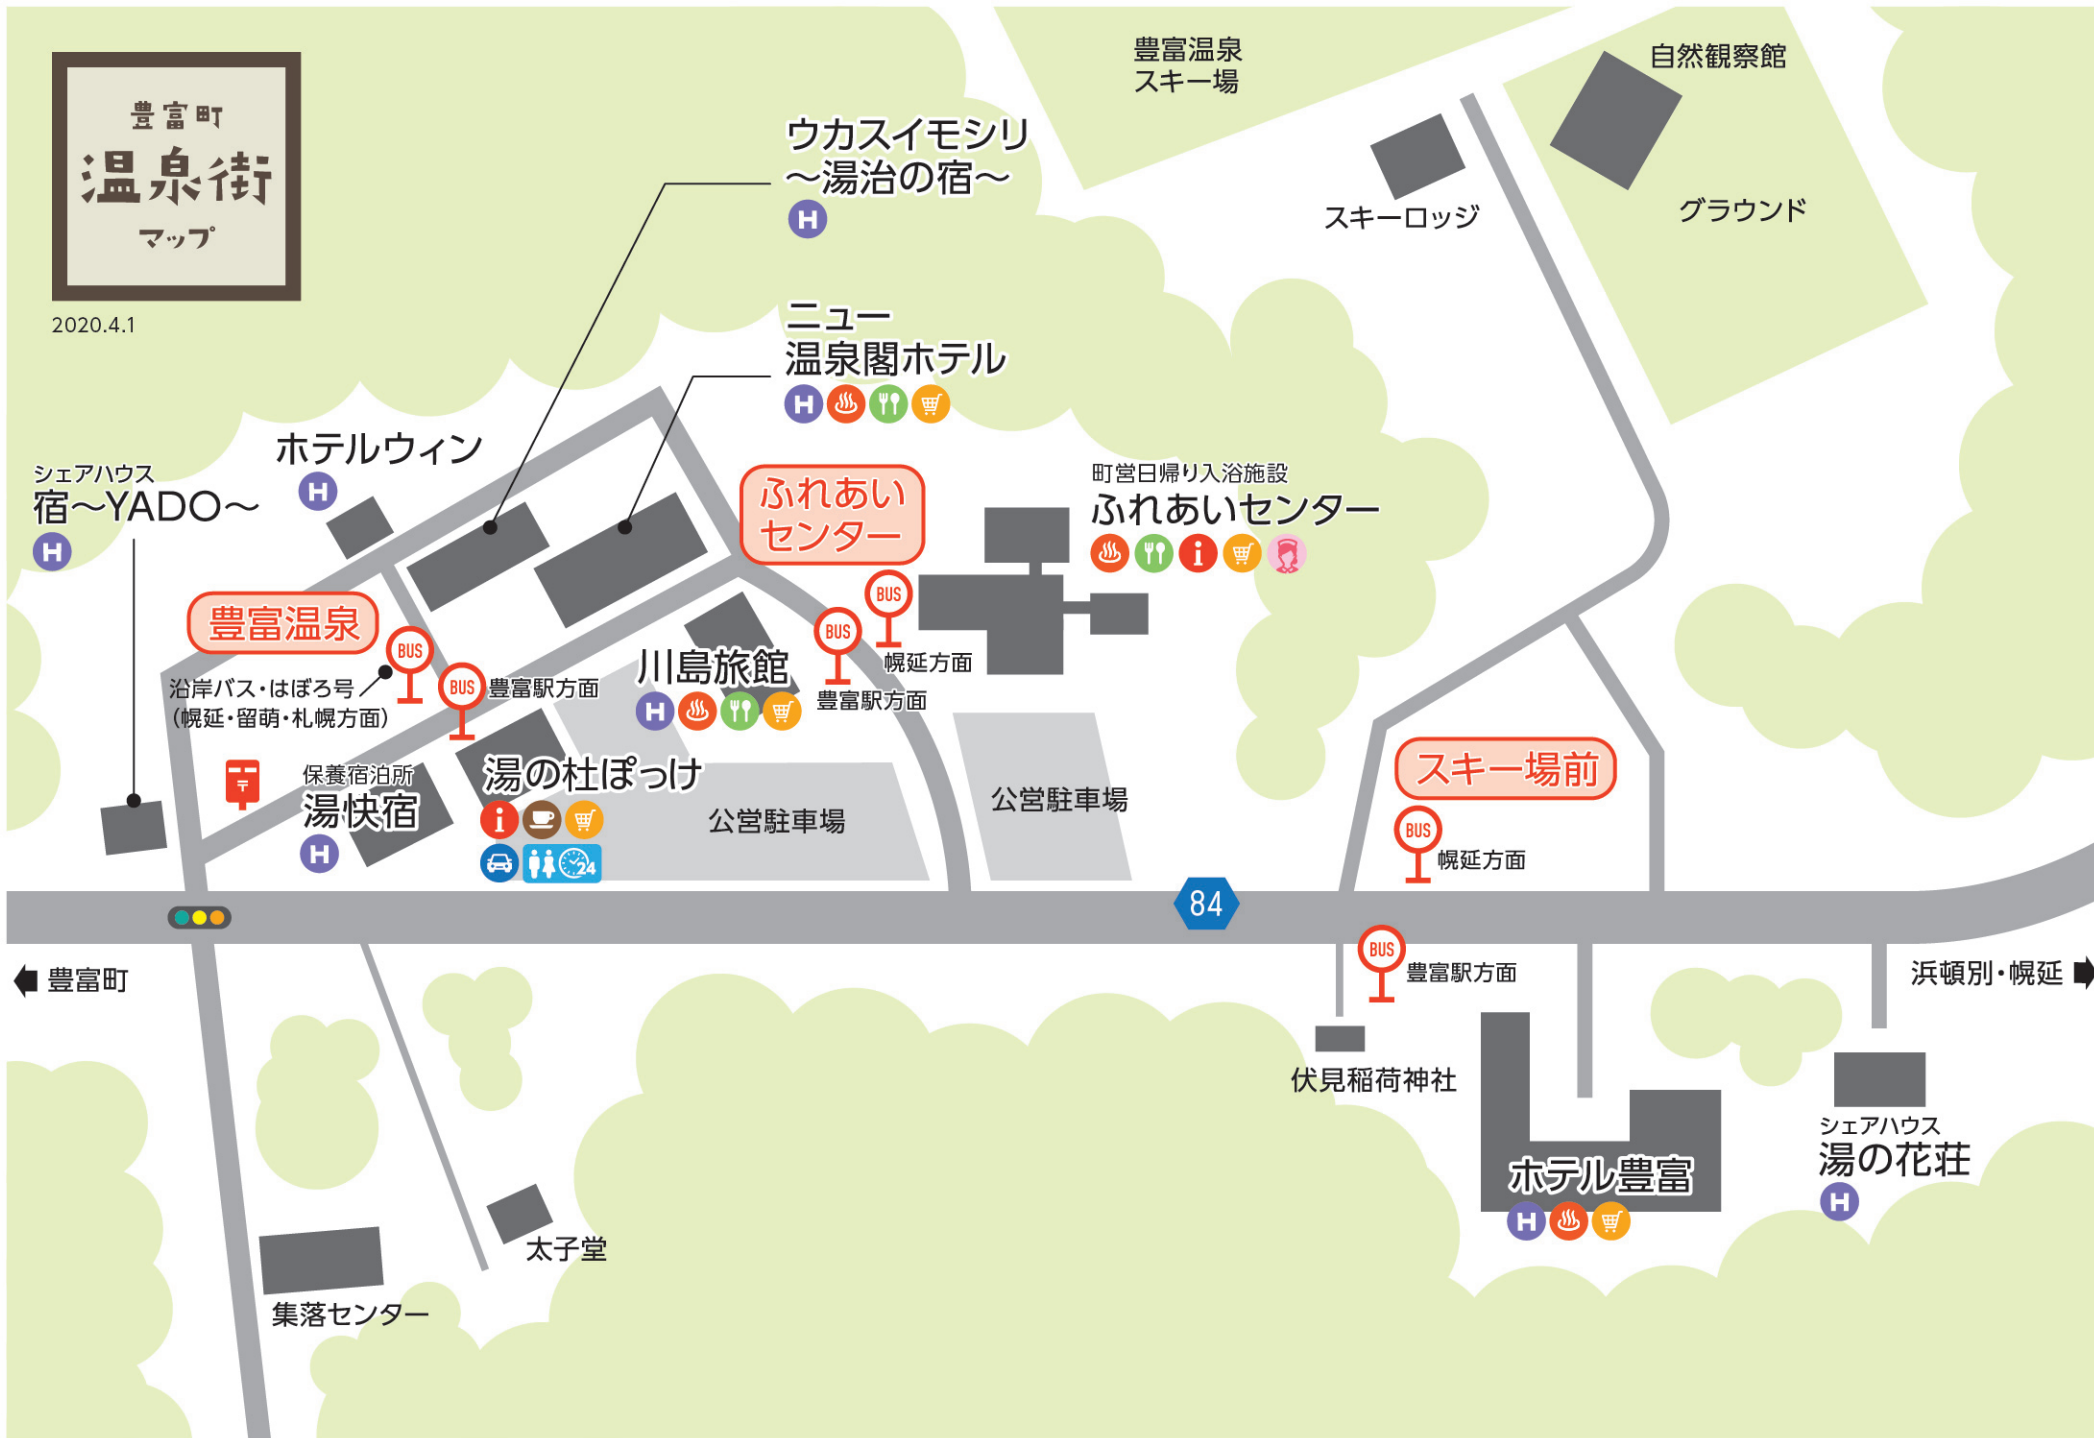 豊富町
温泉街
マップ
2020.4.1
豊富温泉
スキー場
自然観察館
スキーロッジ
グラウンド
ウカスイモシリ
～湯治の宿～
H
ニュー
温泉閣ホテル
H
ホテルウィン
H
シェアハウス
宿～YADO～
H
ふれあい
センター
町営日帰り入浴施設
ふれあいセンター
i
豊富温泉
BUS
沿岸バス・はぼろ号
（幌延・留萌・札幌方面）
BUS
豊富駅方面
BUS
幌延方面
BUS
豊富駅方面
川島旅館
H
〒
保養宿泊所
湯快宿
H
湯の杜ぽっけ
i
24
公営駐車場
公営駐車場
スキー場前
BUS
幌延方面
84
BUS
豊富駅方面
豊富町
浜頓別・幌延
伏見稲荷神社
ホテル豊富
H
シェアハウス
湯の花荘
H
太子堂
集落センター